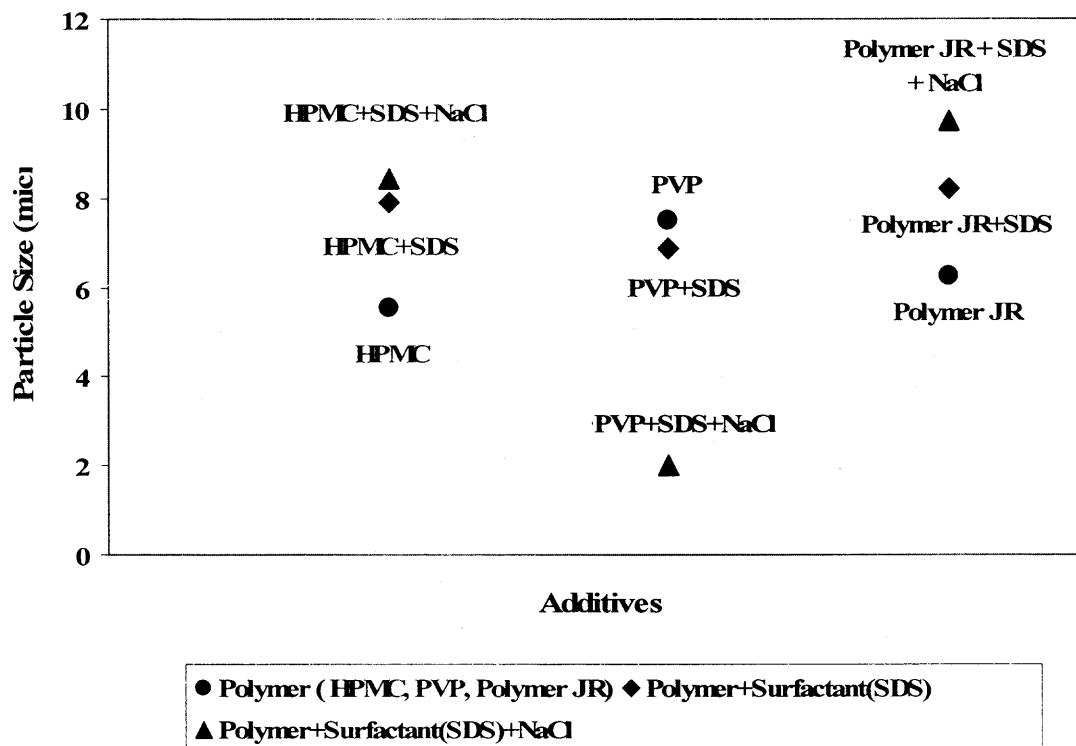 12
10
8
6
4
2
0
Particle Size (mici
HPMC+SDS+NaCl
HPMC+SDS
HPMC
PVP
PVP+SDS
PVP+SDS+NaCl
Polymer JR + SDS
+ NaCl
Polymer JR+SDS
Polymer JR
Additives
Polymer ( HPMC, PVP, Polymer JR) Polymer+Surfactant(SDS)
Polymer+Surfactant(SDS)+NaCl